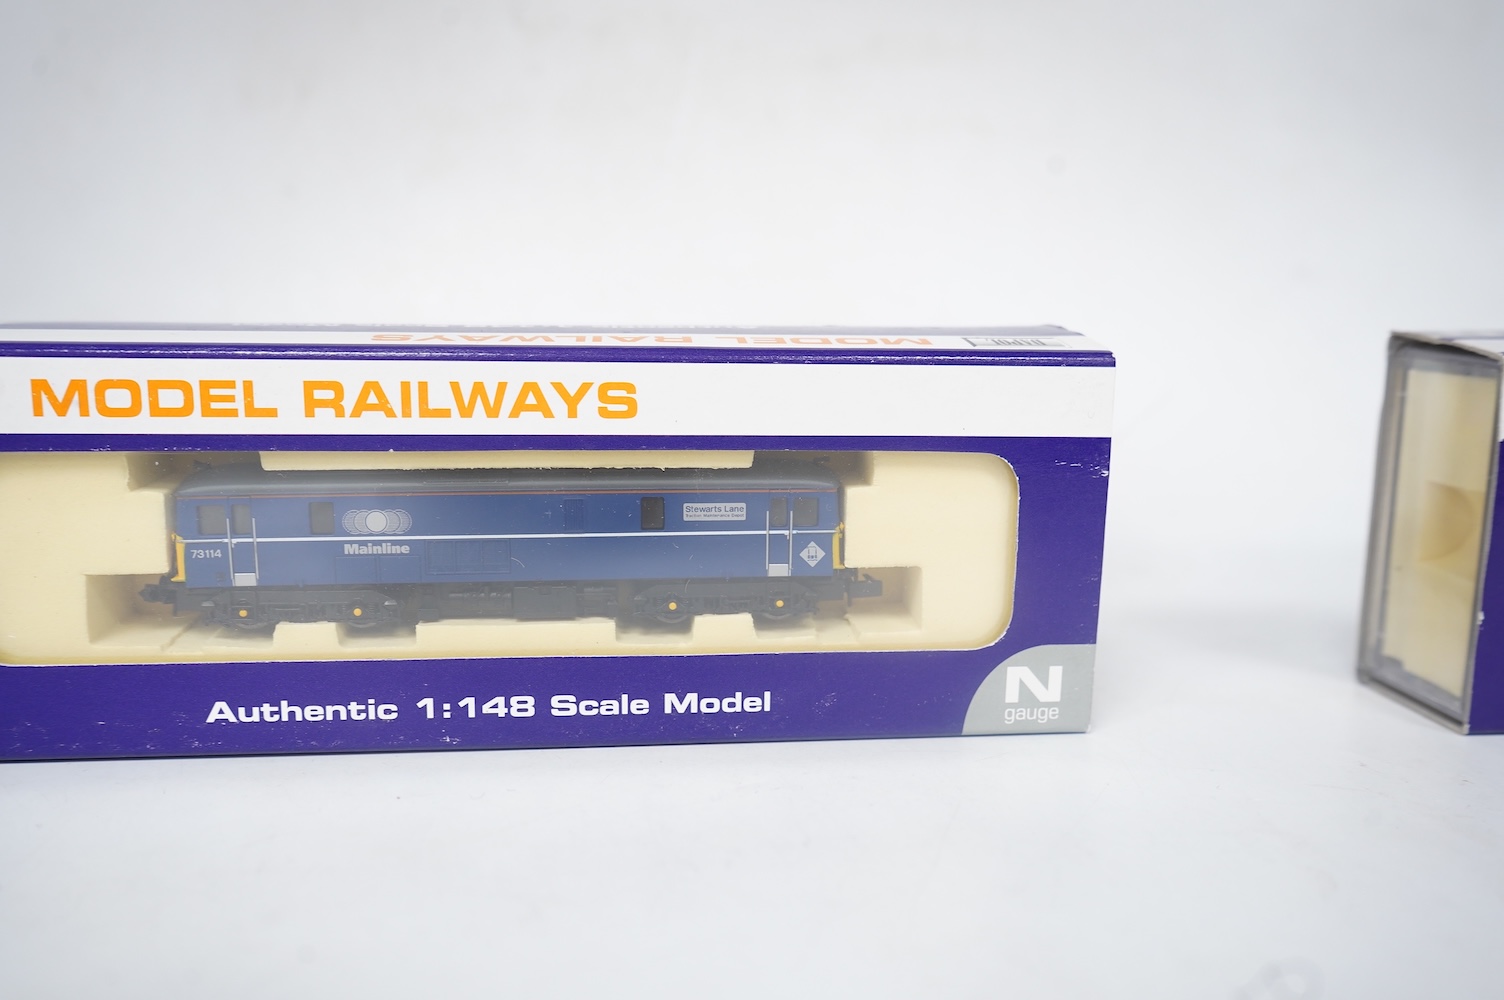 MODEL RAILWAYS
MODEL RAILWAYS
Stewarts Lane
73114
Mainline
Authentic 1:148 Scale Model
N
gauge